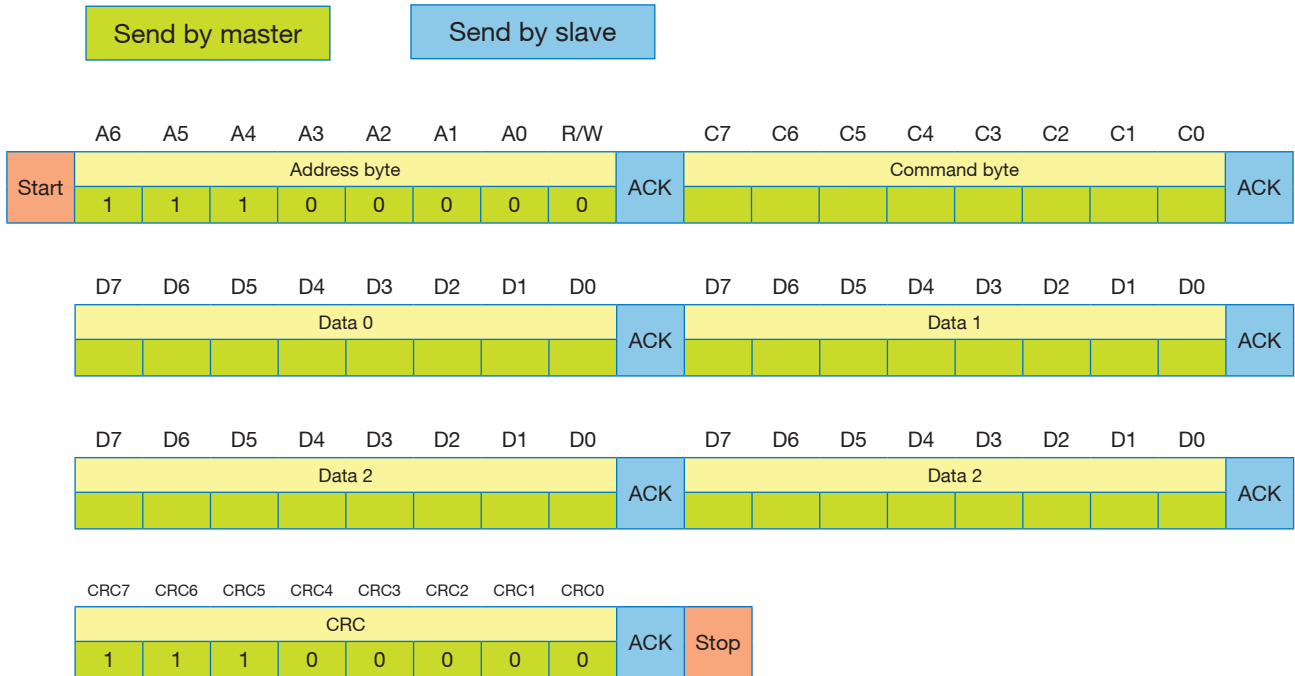 Send by master Send by slave
A6 A5 A4 A3 A2 A1 A0 R/W C7 C6 C5 C4 C3 C2 C1 C0
Start Address byte ACK Command byte ACK
1 1 1 0 0 0 0 0
D7 D6 D5 D4 D3 D2 D1 D0 D7 D6 D5 D4 D3 D2 D1 D0
Data 0 ACK Data 1 ACK
D7 D6 D5 D4 D3 D2 D1 D0 D7 D6 D5 D4 D3 D2 D1 D0
Data 2 ACK Data 2 ACK
CRC7 CRC6 CRC5 CRC4 CRC3 CRC2 CRC1 CRC0
CRC ACK Stop
1 1 1 0 0 0 0 0